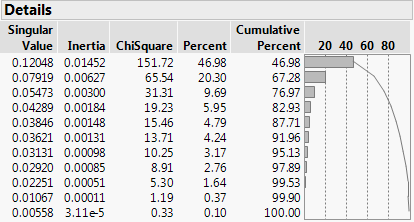 Details
Singular Cumulative
Value Inertia ChiSquare Percent Percent 20 40 60 80
0.12048 0.01452 151.72 46.98 46.98
0.07919 0.00627 65.54 20.30 67.28
0.05473 0.00300 31.31 9.69 76.97
0.04289 0.00184 19.23 5.95 82.93
0.03846 0.00148 15.46 4.79 87.71
0.03621 0.00131 13.71 4.24 91.96
0.03131 0.00098 10.25 3.17 95.13
0.02920 0.00085 8.91 2.76 97.89
0.02251 0.00051 5.30 1.64 99.53
0.01067 0.00011 1.19 0.37 99.90
0.00558 3.11e-5 0.33 0.10 100.00